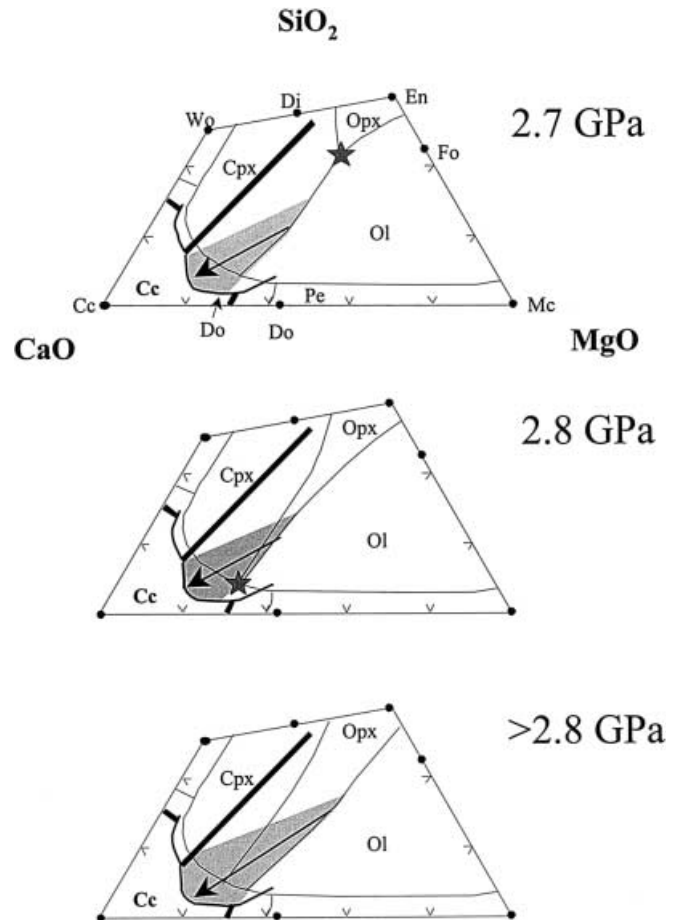 SiO2
Di
En
Wo
Opx
2.7 GPa
Fo
Cpx
Ol
Cc
Pe
Cc
Mc
Do
Do
CaO
MgO
Opx
2.8 GPa
Cpx
Ol
Cc
Opx
>2.8 GPa
Cpx
Ol
Cc